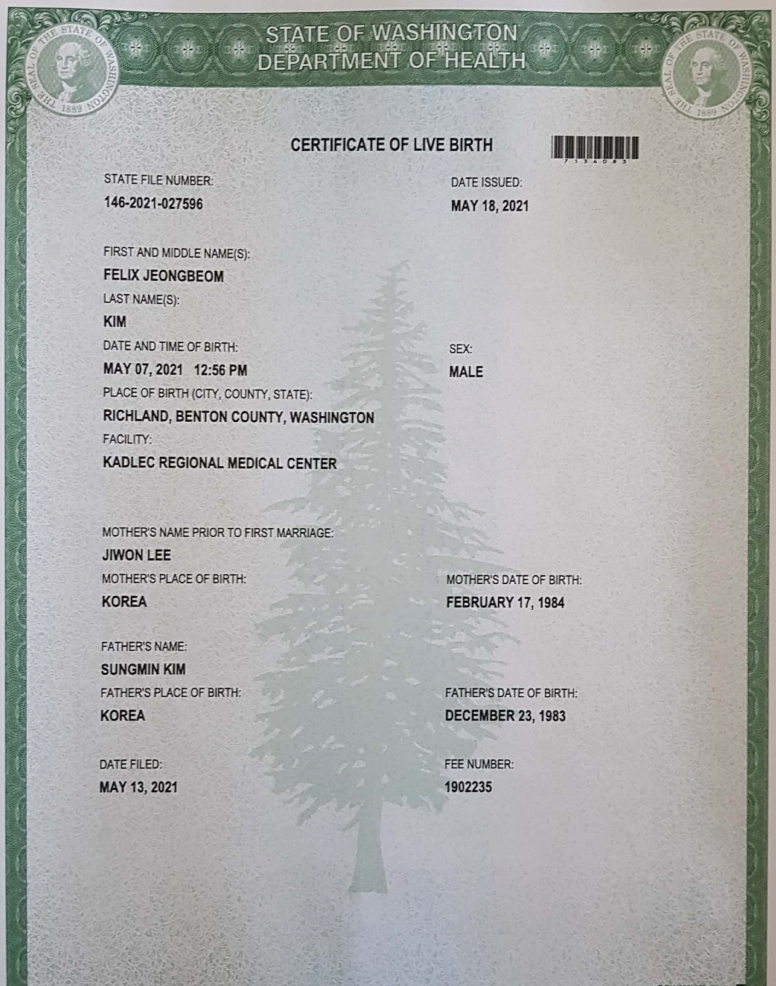 STATE OF WASHINGTON
DEPARTMENT OF HEALTH
THE SEAL OF THE STATE OF WASHINGTON
1889
THE SEAL OF THE STATE OF WASHINGTON
1889
CERTIFICATE OF LIVE BIRTH
STATE FILE NUMBER:
146-2021-027596
DATE ISSUED:
MAY 18, 2021
FIRST AND MIDDLE NAME(S):
FELIX JEONGBEOM
LAST NAME(S):
KIM
DATE AND TIME OF BIRTH:
MAY 07, 2021 12:56 PM
SEX:
MALE
PLACE OF BIRTH (CITY, COUNTY, STATE):
RICHLAND, BENTON COUNTY, WASHINGTON
FACILITY:
KADLEC REGIONAL MEDICAL CENTER
MOTHER'S NAME PRIOR TO FIRST MARRIAGE:
JIWON LEE
MOTHER'S PLACE OF BIRTH:
KOREA
MOTHER'S DATE OF BIRTH:
FEBRUARY 17, 1984
FATHER'S NAME:
SUNGMIN KIM
FATHER'S PLACE OF BIRTH:
KOREA
FATHER'S DATE OF BIRTH:
DECEMBER 23, 1983
DATE FILED:
MAY 13, 2021
FEE NUMBER:
1902235